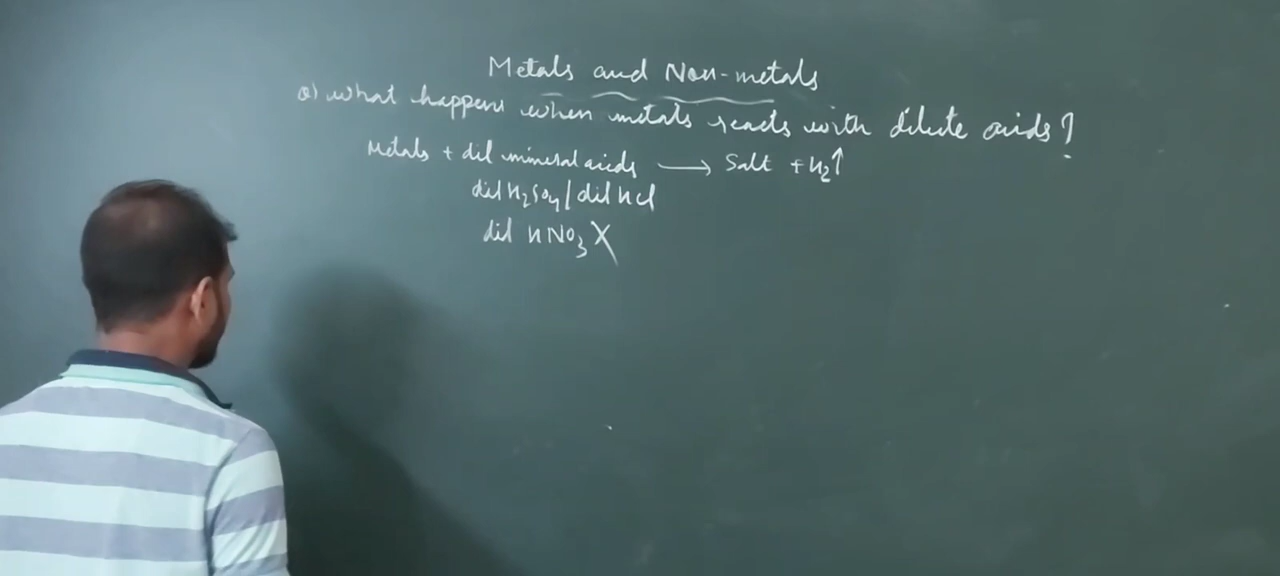 Metals and Non-metals
Q) what happens when metals reacts with dilute acids?
Metals + dil mineral acids ⟶ Salt + H₂↑
dil H₂SO₄ / dil HCl
dil HNO₃ X